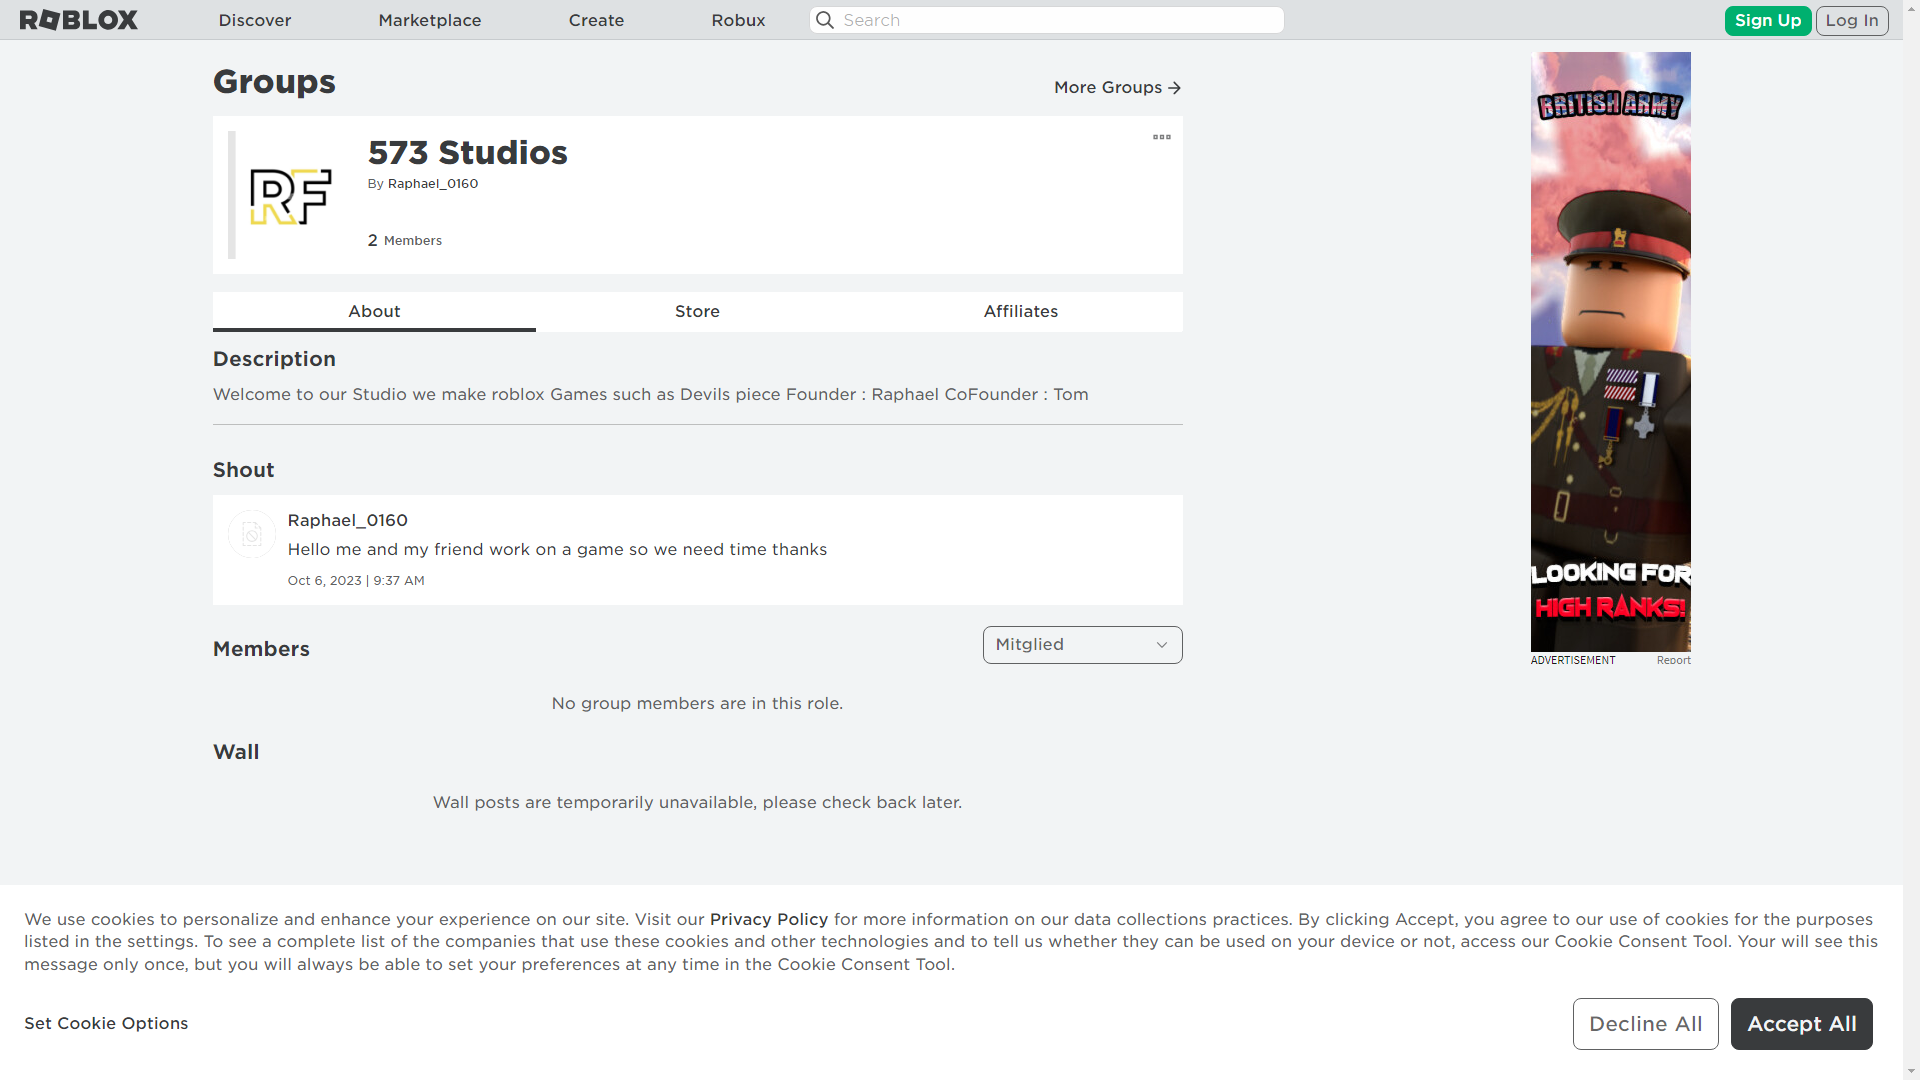 ROBLOX Discover Marketplace Create Robux Search Sign Up Log In
Groups
More Groups
RF
573 Studios
By Raphael_0160
2 Members
About Store Affiliates
Description
Welcome to our Studio we make roblox Games such as Devils piece Founder : Raphael CoFounder : Tom
Shout
Raphael_0160
Hello me and my friend work on a game so we need time thanks
Oct 6, 2023 | 9:37 AM
Members
Mitglied
No group members are in this role.
Wall
Wall posts are temporarily unavailable, please check back later.
BRITISH ARMY
LOOKING FOR
HIGH RANKS!
ADVERTISEMENT Report
We use cookies to personalize and enhance your experience on our site. Visit our Privacy Policy for more information on our data collections practices. By clicking Accept, you agree to our use of cookies for the purposes
listed in the settings. To see a complete list of the companies that use these cookies and other technologies and to tell us whether they can be used on your device or not, access our Cookie Consent Tool. Your will see this
message only once, but you will always be able to set your preferences at any time in the Cookie Consent Tool.
Set Cookie Options
Decline All
Accept All